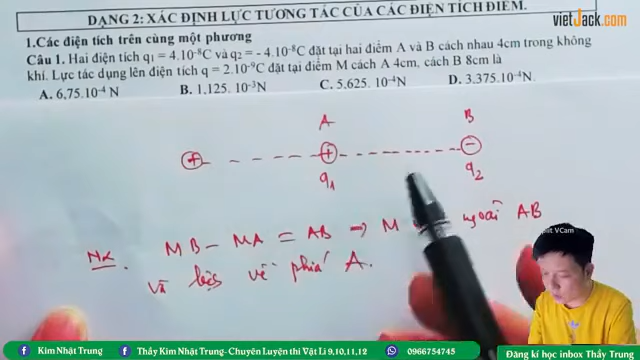 vietJack.com
DẠNG 2: XÁC ĐỊNH LỰC TƯƠNG TÁC CỦA CÁC ĐIỆN TÍCH ĐIỂM.
1.Các điện tích trên cùng một phương
Câu 1. Hai điện tích q₁ = 4.10⁻⁸C và q₂ = - 4.10⁻⁸C đặt tại hai điểm A và B cách nhau 4cm trong không
khí. Lực tác dụng lên điện tích q = 2.10⁻⁹C đặt tại điểm M cách A 4cm, cách B 8cm là
A. 6,75.10⁻⁴ N B. 1,125. 10⁻³N C. 5,625. 10⁻⁴N D. 3,375.10⁻⁴N
A B
+ + -
q₁ q₂
Nx. MB - MA = AB ⇒ M ngoài AB
và lệch về phía A.
Split VCam
Kim Nhật Trung
Thầy Kim Nhật Trung- Chuyên Luyện thi Vật Lí 9,10,11,12
0966754745
Đăng kí học inbox Thầy Trung